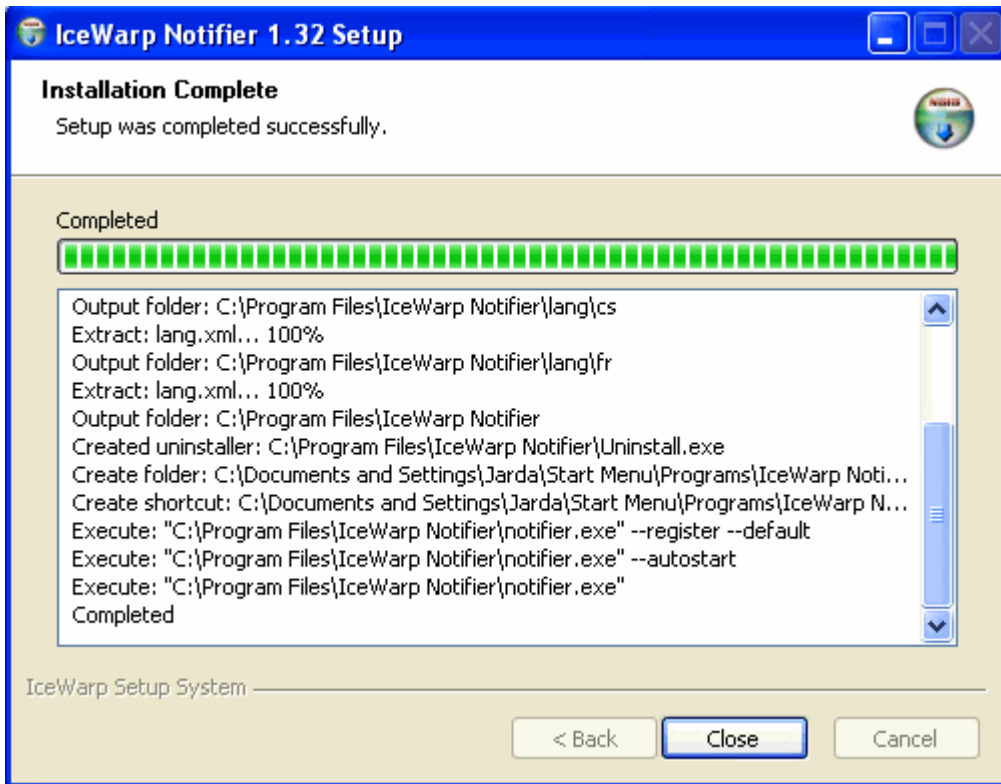 IceWarp Notifier 1.32 Setup
Installation Complete
Setup was completed successfully.
Completed
Output folder: C:\Program Files\IceWarp Notifier\lang\cs
Extract: lang.xml... 100%
Output folder: C:\Program Files\IceWarp Notifier\lang\fr
Extract: lang.xml... 100%
Output folder: C:\Program Files\IceWarp Notifier
Created uninstaller: C:\Program Files\IceWarp Notifier\Uninstall.exe
Create folder: C:\Documents and Settings\Jarda\Start Menu\Programs\IceWarp Noti...
Create shortcut: C:\Documents and Settings\Jarda\Start Menu\Programs\IceWarp N...
Execute: "C:\Program Files\IceWarp Notifier\notifier.exe" --register --default
Execute: "C:\Program Files\IceWarp Notifier\notifier.exe" --autostart
Execute: "C:\Program Files\IceWarp Notifier\notifier.exe"
Completed
IceWarp Setup System
< Back
Close
Cancel